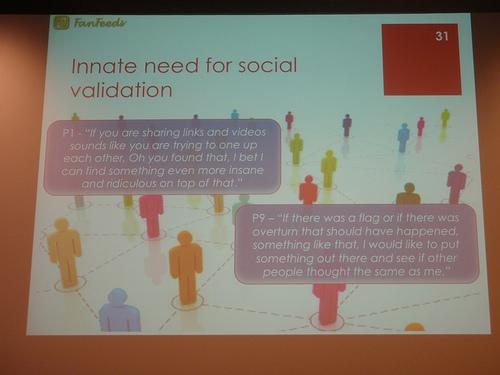 FanFeeds
31
Innate need for social
validation
P1 - "If you are sharing links and videos
sounds like you are trying to one up
each other. Oh you found that, I bet I
can find something even more insane
and ridiculous on top of that."
P9 – "If there was a flag or if there was
overturn that should have happened,
something like that, I would like to put
something out there and see if other
people thought the same as me."